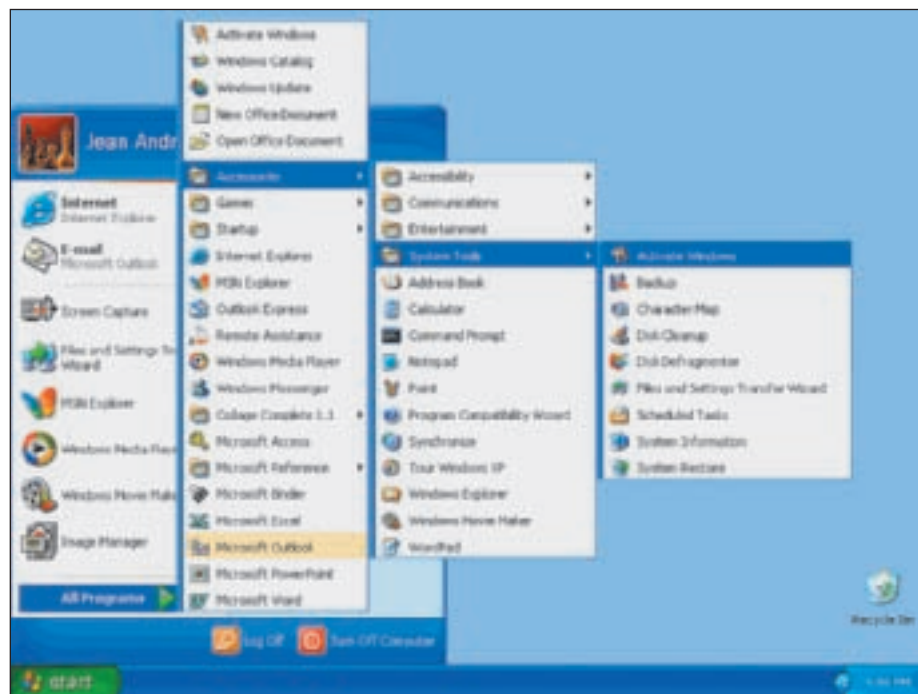 Activate Windows
Windows Catalog
Windows Update
New Office Document
Open Office Document
Jean Andr
Internet
Internet Explorer
E-mail
Microsoft Outlook
Screen Capture
Files and Settings Tr
Wizard
MSN Explorer
Windows Media Playe
Windows Movie Make
Image Manager
All Programs
Accessories
Games
Startup
Internet Explorer
MSN Explorer
Outlook Express
Remote Assistance
Windows Media Player
Windows Messenger
Collage Complete 1.1
Microsoft Access
Microsoft Reference
Microsoft Binder
Microsoft Excel
Microsoft Outlook
Microsoft PowerPoint
Microsoft Word
Accessibility
Communications
Entertainment
System Tools
Address Book
Calculator
Command Prompt
Notepad
Paint
Program Compatibility Wizard
Synchronize
Tour Windows XP
Windows Explorer
Windows Movie Maker
WordPad
Activate Windows
Backup
Character Map
Disk Cleanup
Disk Defragmenter
Files and Settings Transfer Wizard
Scheduled Tasks
System Information
System Restore
Recycle Bin
Log Off
Turn Off Computer
start